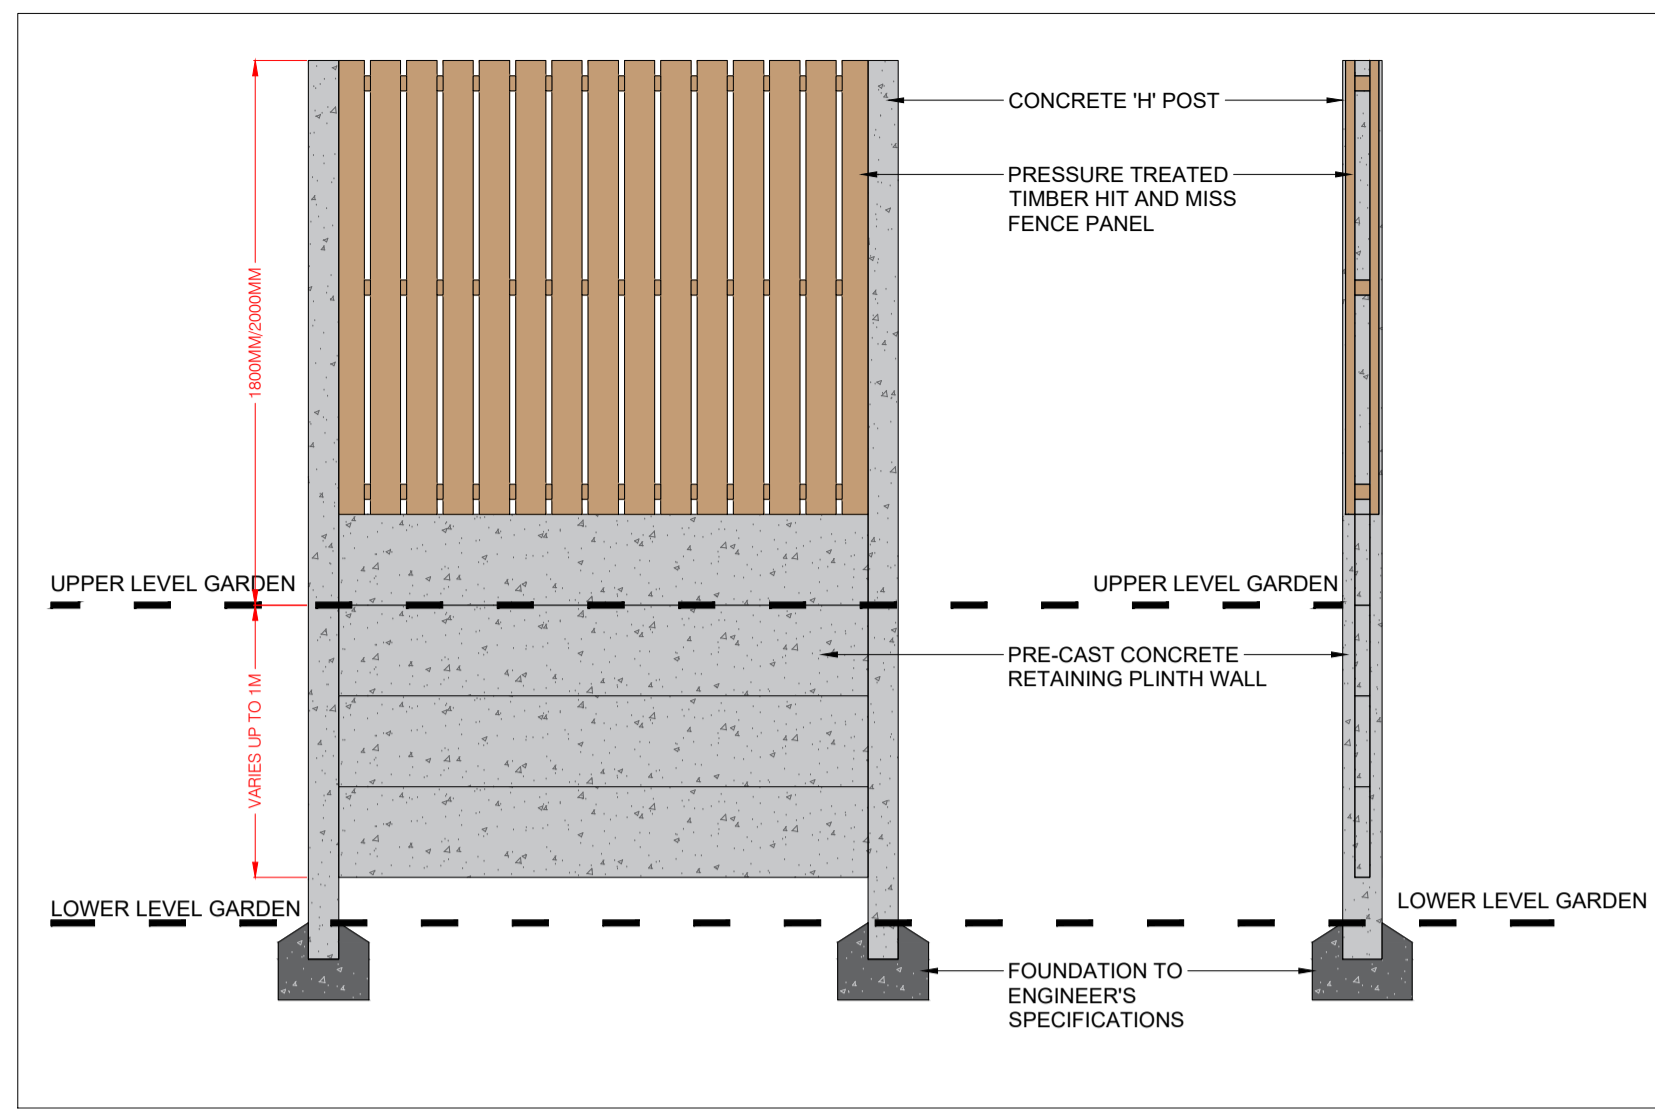 CONCRETE 'H' POST
PRESSURE TREATED
TIMBER HIT AND MISS
FENCE PANEL
1800MM/2000MM
UPPER LEVEL GARDEN
UPPER LEVEL GARDEN
PRE-CAST CONCRETE
RETAINING PLINTH WALL
VARIES UP TO 1M
LOWER LEVEL GARDEN
LOWER LEVEL GARDEN
FOUNDATION TO
ENGINEER'S
SPECIFICATIONS